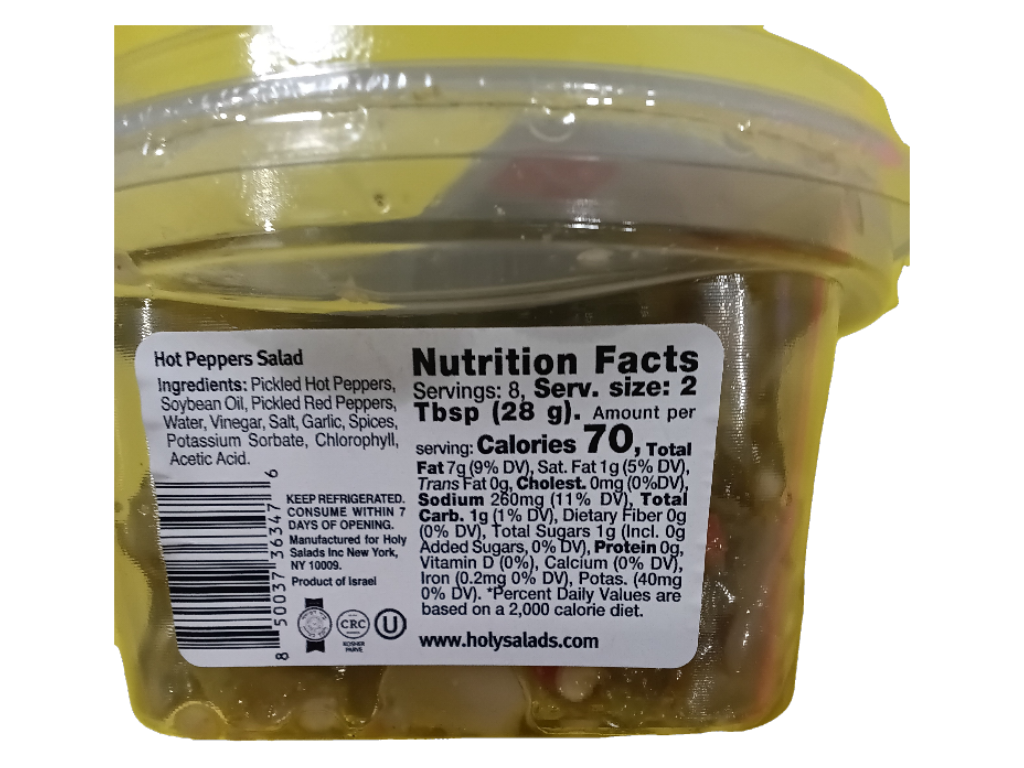 Hot Peppers Salad
Ingredients: Pickled Hot Peppers,
Soybean Oil, Pickled Red Peppers,
Water, Vinegar, Salt, Garlic, Spices,
Potassium Sorbate, Chlorophyll,
Acetic Acid.
8 50037 36347 6
KEEP REFRIGERATED.
CONSUME WITHIN 7
DAYS OF OPENING.
Manufactured for Holy
Salads Inc New York,
NY 10009.
Product of Israel
CRC
KOSHER
PARVE
U
Nutrition Facts
Servings: 8, Serv. size: 2
Tbsp (28 g). Amount per
serving: Calories 70, Total
Fat 7g (9% DV), Sat. Fat 1g (5% DV),
Trans Fat 0g, Cholest. 0mg (0%DV),
Sodium 260mg (11% DV), Total
Carb. 1g (1% DV), Dietary Fiber 0g
(0% DV), Total Sugars 1g (Incl. 0g
Added Sugars, 0% DV), Protein 0g,
Vitamin D (0%), Calcium (0% DV),
Iron (0.2mg 0% DV), Potas. (40mg
0% DV). *Percent Daily Values are
based on a 2,000 calorie diet.
www.holysalads.com